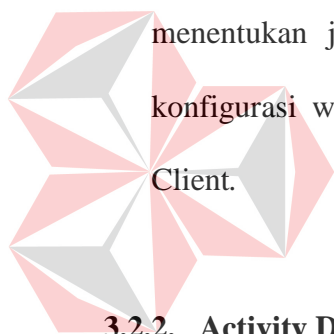 menentukan j
konfigurasi w
Client.
3.2.2. Activity D